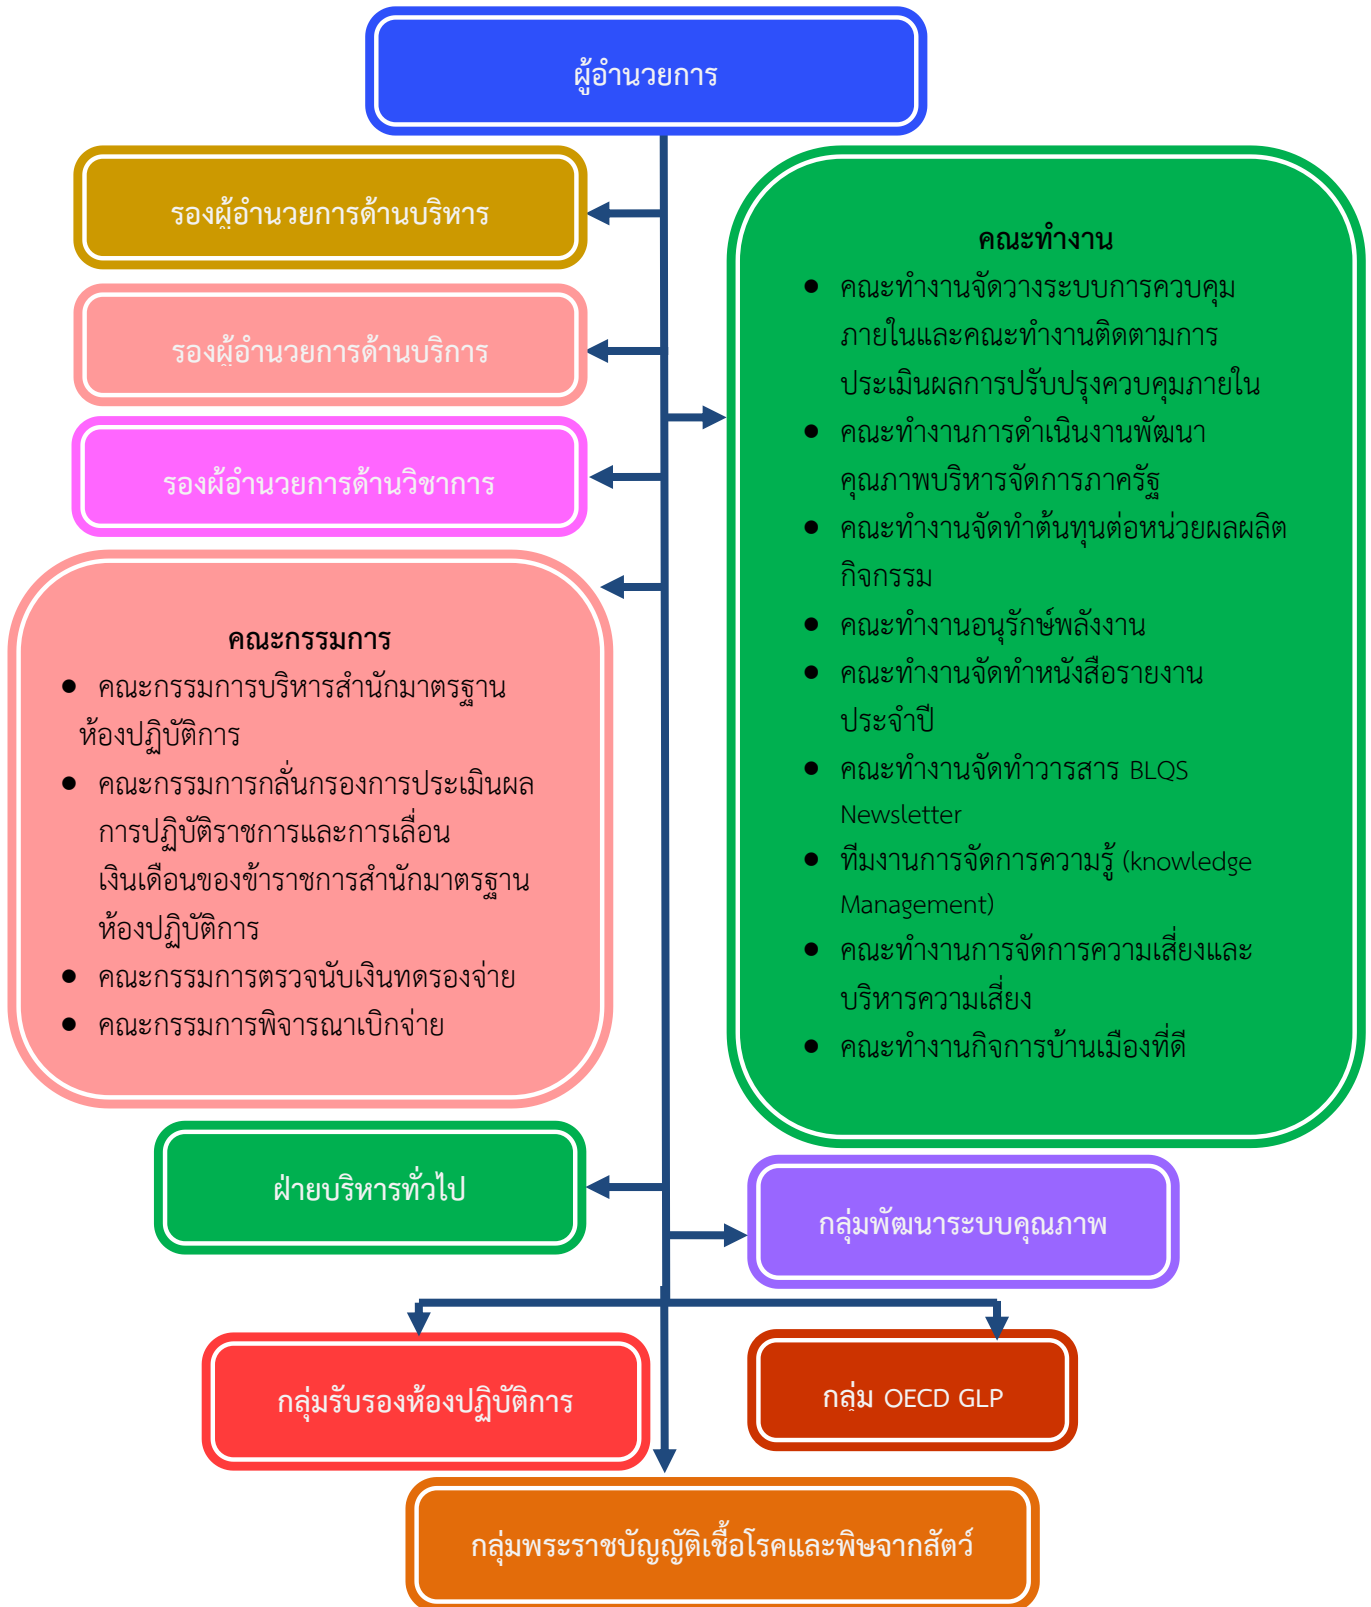 ผู้อำนวยการ
รองผู้อำนวยการด้านบริหาร
รองผู้อำนวยการด้านบริการ
รองผู้อำนวยการด้านวิชาการ
คณะทำงาน
● คณะทำงานจัดวางระบบการควบคุม
ภายในและคณะทำงานติดตามการ
ประเมินผลการปรับปรุงควบคุมภายใน
● คณะทำงานการดำเนินงานพัฒนา
คุณภาพบริหารจัดการภาครัฐ
● คณะทำงานจัดทำต้นทุนต่อหน่วยผลผลิต
กิจกรรม
● คณะทำงานอนุรักษ์พลังงาน
● คณะทำงานจัดทำหนังสือรายงาน
ประจำปี
● คณะทำงานจัดทำวารสาร BLQS
Newsletter
● ทีมงานการจัดการความรู้ (knowledge
Management)
● คณะทำงานการจัดการความเสี่ยงและ
บริหารความเสี่ยง
● คณะทำงานกิจการบ้านเมืองที่ดี
คณะกรรมการ
● คณะกรรมการบริหารสำนักมาตรฐาน
ห้องปฏิบัติการ
● คณะกรรมการกลั่นกรองการประเมินผล
การปฏิบัติราชการและการเลื่อน
เงินเดือนของข้าราชการสำนักมาตรฐาน
ห้องปฏิบัติการ
● คณะกรรมการตรวจนับเงินทดรองจ่าย
● คณะกรรมการพิจารณาเบิกจ่าย
ฝ่ายบริหารทั่วไป
กลุ่มพัฒนาระบบคุณภาพ
กลุ่มรับรองห้องปฏิบัติการ
กลุ่ม OECD GLP
กลุ่มพระราชบัญญัติเชื้อโรคและพิษจากสัตว์